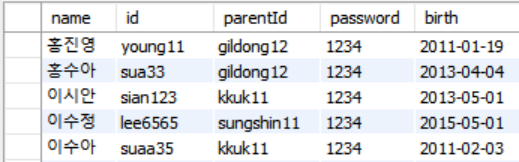 name id parentId password birth
홍진영 young11 gildong12 1234 2011-01-19
홍수아 sua33 gildong12 1234 2013-04-04
이시안 sian123 kkuk11 1234 2013-05-01
이수정 lee6565 sungshin11 1234 2015-05-01
이수아 suaa35 kkuk11 1234 2011-02-03